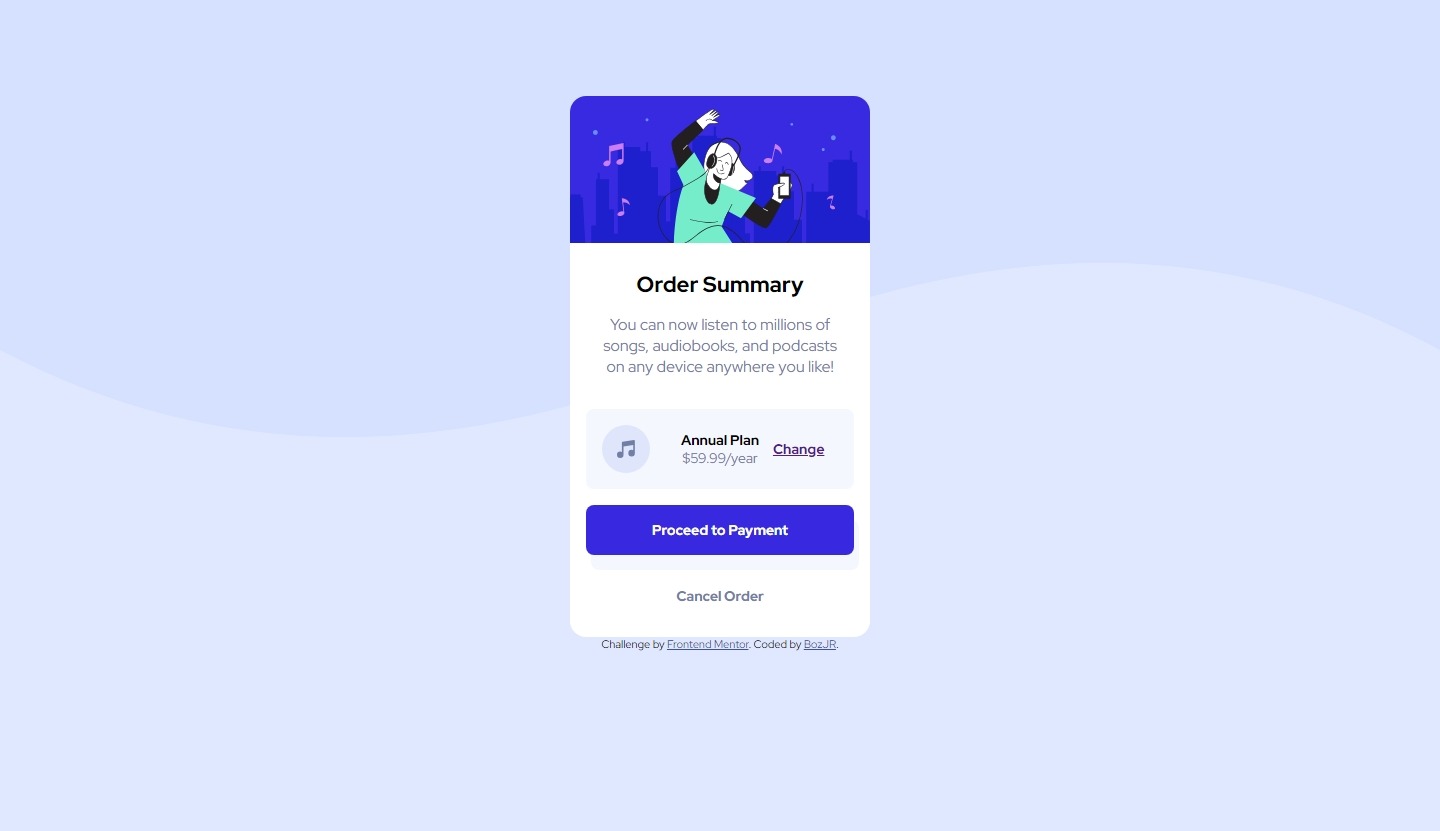 Order Summary
You can now listen to millions of
songs, audiobooks, and podcasts
on any device anywhere you like!
Annual Plan
$59.99/year
Change
Proceed to Payment
Cancel Order
Challenge by Frontend Mentor. Coded by BozJR.